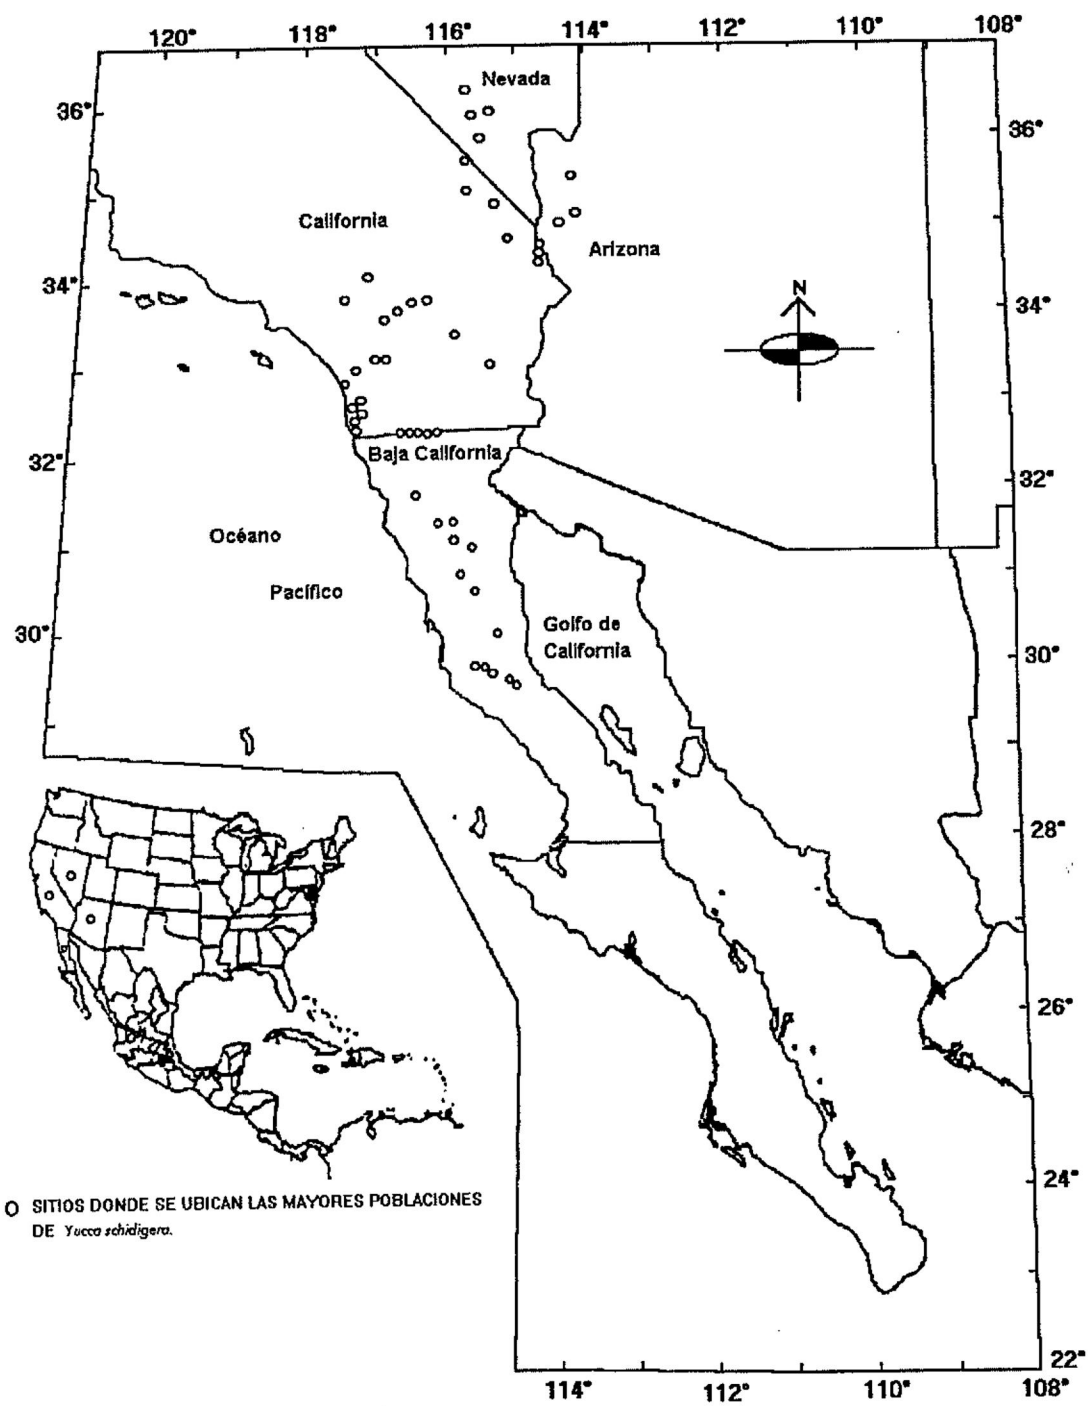 120° 118° 116° 114° 112° 110° 108°
Nevada
36° 36°
California
Arizona
34° 34°
N
Baja California
32° 32°
Océano
Pacífico
Golfo de
California
30° 30°
28°
26°
24°
SITIOS DONDE SE UBICAN LAS MAYORES POBLACIONES
DE Yucca schidigera.
22°
114° 112° 110° 108°